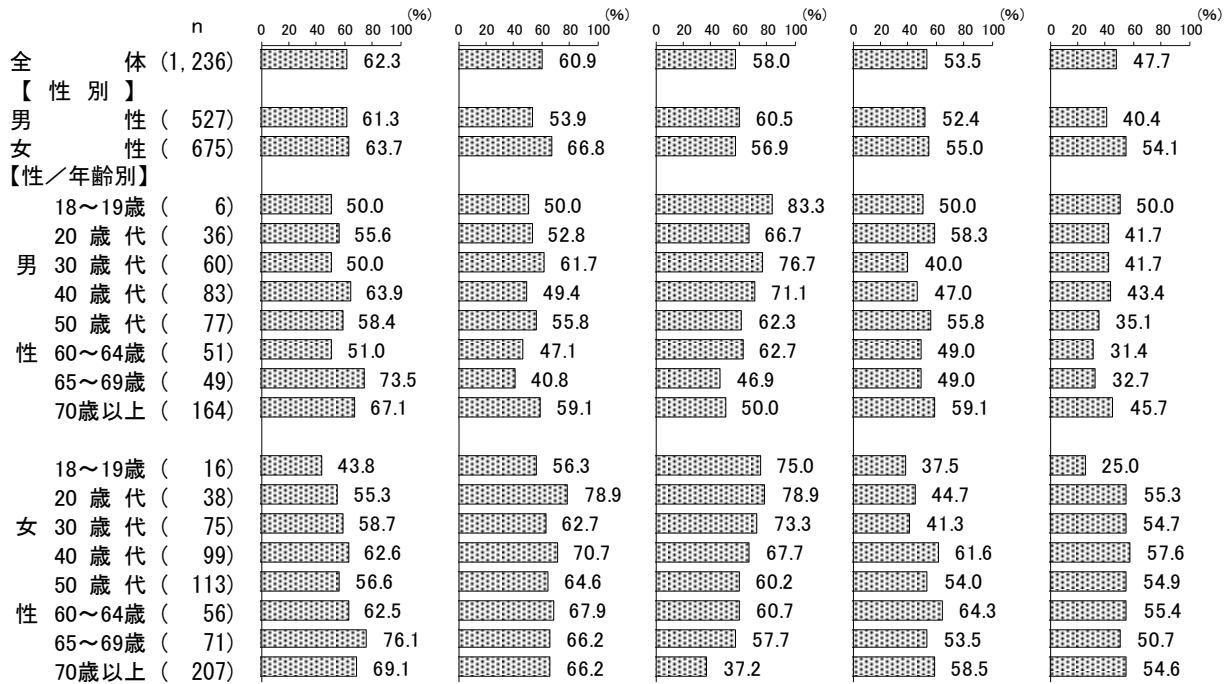 (%) (%) (%) (%) (%)
n 0 20 40 60 80 100 0 20 40 60 80 100 0 20 40 60 80 100 0 20 40 60 80 100 0 20 40 60 80 100
全体 (1,236) 62.3 60.9 58.0 53.5 47.7
【性別】
男性 (527) 61.3 53.9 60.5 52.4 40.4
女性 (675) 63.7 66.8 56.9 55.0 54.1
【性／年齢別】
18～19歳 (6) 50.0 50.0 83.3 50.0 50.0
20歳代 (36) 55.6 52.8 66.7 58.3 41.7
男 30歳代 (60) 50.0 61.7 76.7 40.0 41.7
40歳代 (83) 63.9 49.4 71.1 47.0 43.4
50歳代 (77) 58.4 55.8 62.3 55.8 35.1
性 60～64歳 (51) 51.0 47.1 62.7 49.0 31.4
65～69歳 (49) 73.5 40.8 46.9 49.0 32.7
70歳以上 (164) 67.1 59.1 50.0 59.1 45.7
18～19歳 (16) 43.8 56.3 75.0 37.5 25.0
20歳代 (38) 55.3 78.9 78.9 44.7 55.3
女 30歳代 (75) 58.7 62.7 73.3 41.3 54.7
40歳代 (99) 62.6 70.7 67.7 61.6 57.6
50歳代 (113) 56.6 64.6 60.2 54.0 54.9
性 60～64歳 (56) 62.5 67.9 60.7 64.3 55.4
65～69歳 (71) 76.1 66.2 57.7 53.5 50.7
70歳以上 (207) 69.1 66.2 37.2 58.5 54.6